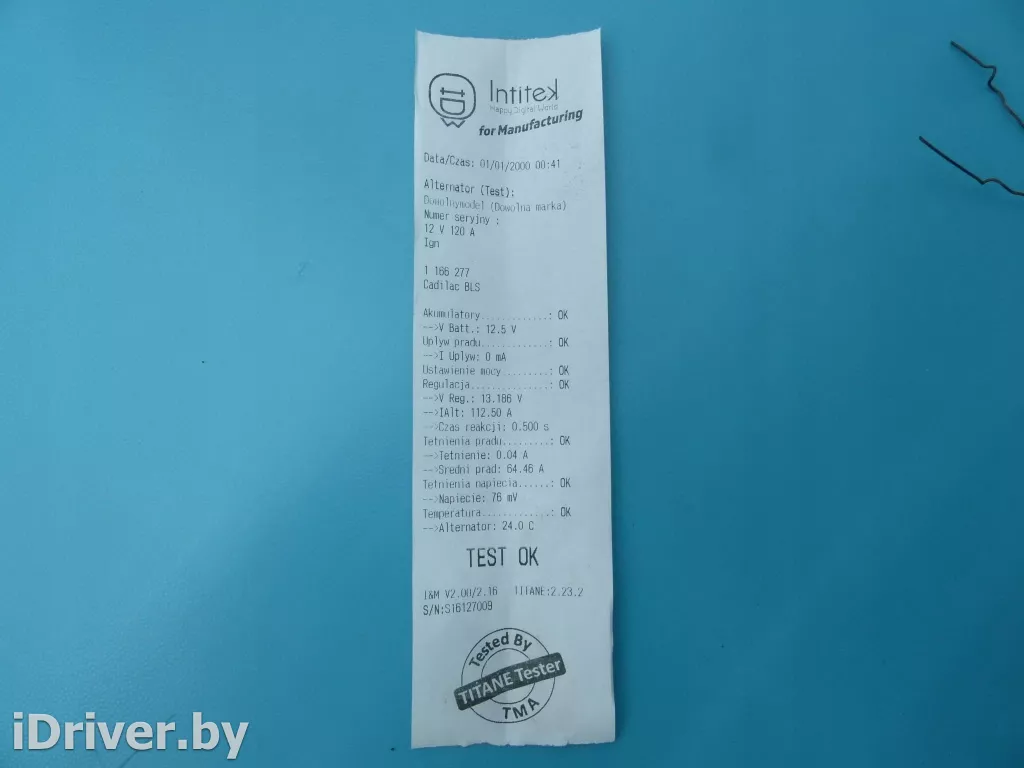 Intitek
Happy Digital World
for Manufacturing
Data/Czas: 01/01/2000 00:41
Alternator (Test):
Dowolnymodel (Dowolna marka)
Numer seryjny :
12 V 120 A
Ign
1 166 277
Cadilac BLS
Akumulatory............: OK
-->V Batt.: 12.5 V
Uplyw pradu............: OK
-->I Uplyw: 0 mA
Ustawienie mocy........: OK
Regulacja..............: OK
-->V Reg.: 13.186 V
-->IAlt: 112.50 A
-->Czas reakcji: 0.500 s
Tetnienia pradu........: OK
-->Tetnienie: 0.04 A
-->Sredni prad: 64.46 A
Tetnienia napiecia.....: OK
-->Napiecie: 76 mV
Temperatura............: OK
-->Alternator: 24.0 C
TEST OK
I&M V2.00/2.16 TITANE:2.23.2
S/N:S16127009
Tested By
TITANE Tester
TMA
iDriver.by